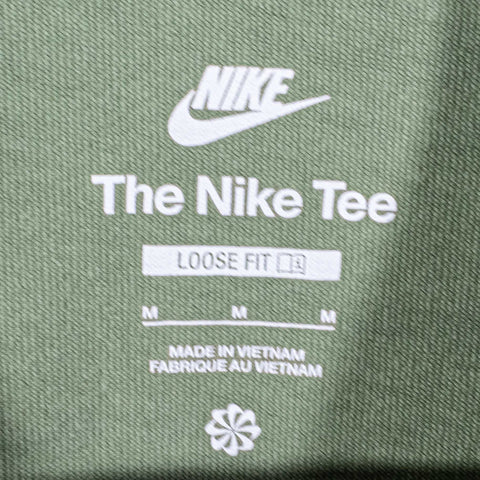 NIKE
The Nike Tee
LOOSE FIT
M M M
MADE IN VIETNAM
FABRIQUE AU VIETNAM